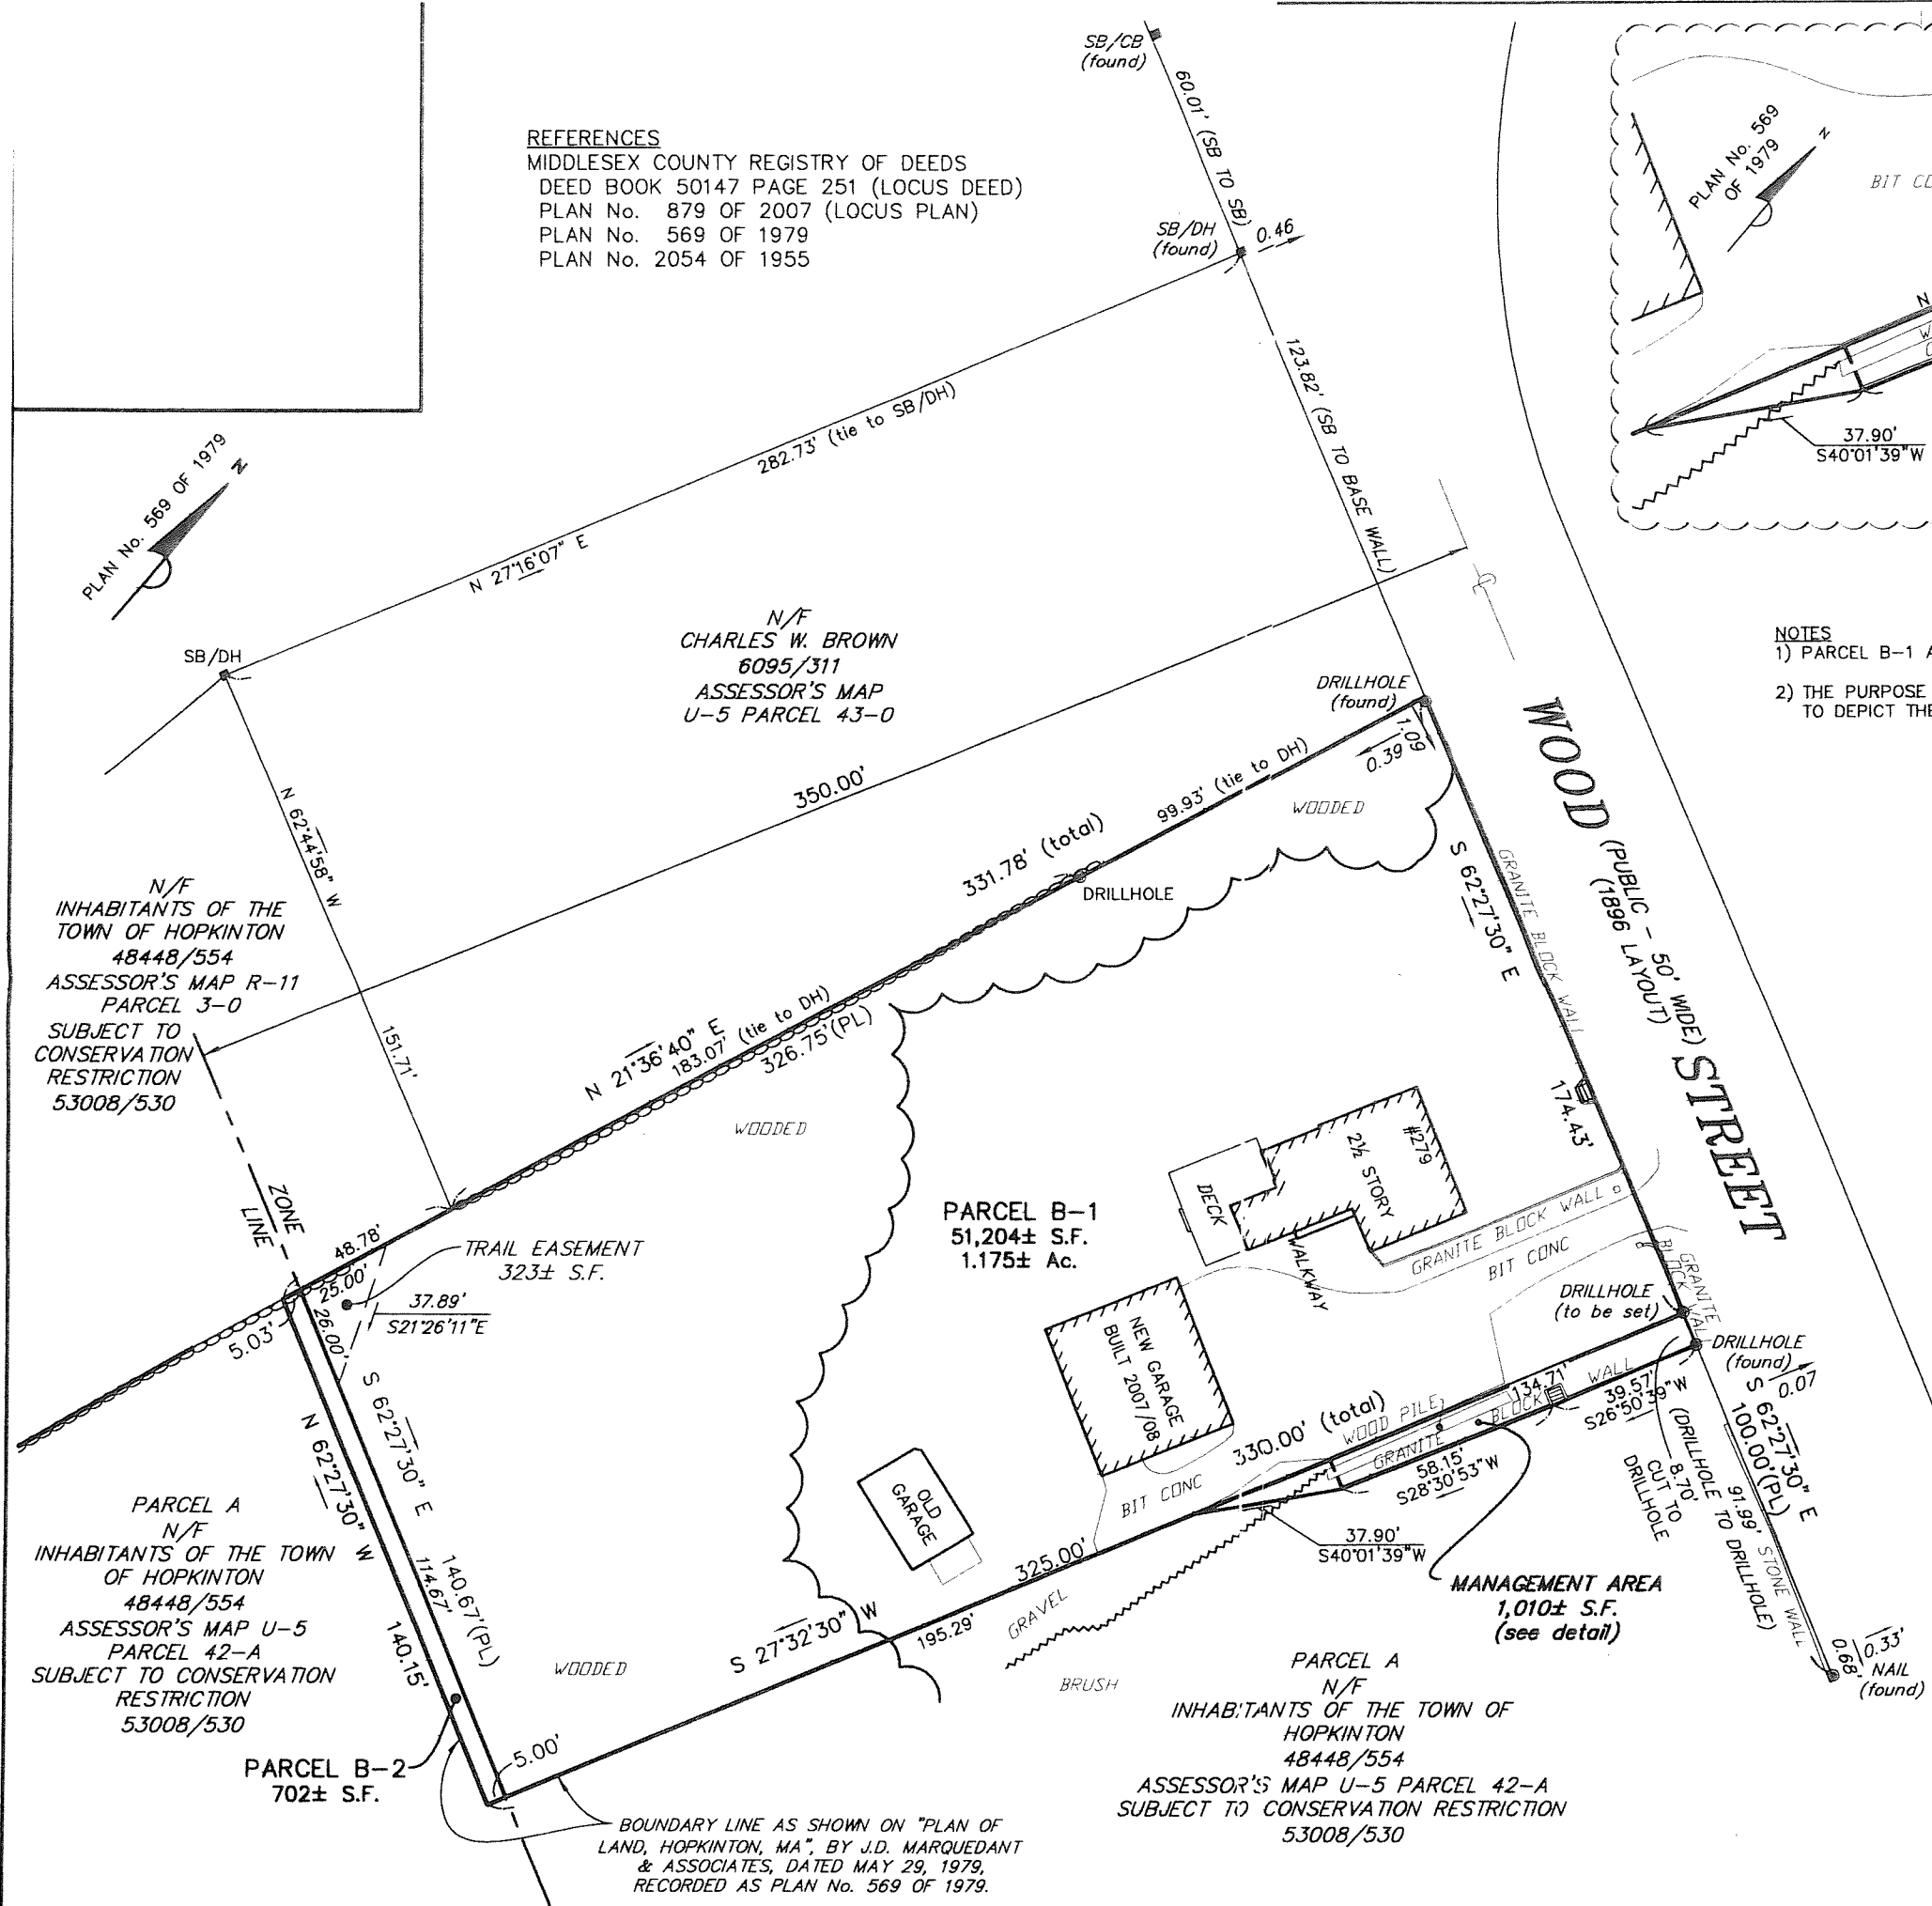 SB/CB
(found)
60.01' (SB TO SB)
REFERENCES
MIDDLESEX COUNTY REGISTRY OF DEEDS
DEED BOOK 50147 PAGE 251 (LOCUS DEED)
PLAN No. 879 OF 2007 (LOCUS PLAN)
PLAN No. 569 OF 1979
PLAN No. 2054 OF 1955
SB/DH
(found)
0.46
PLAN No. 569
OF 1979
N
BIT CO
N
W
37.90'
S40°01'39"W
123.82' (SB TO BASE WALL)
282.73' (tie to SB/DH)
N 27°16'07" E
PLAN No. 569 OF 1979
N
SB/DH
N/F
CHARLES W. BROWN
6095/311
ASSESSOR'S MAP
U-5 PARCEL 43-0
NOTES
1) PARCEL B-1 A
2) THE PURPOSE
TO DEPICT THE
DRILLHOLE
(found)
1.09
0.39
350.00'
99.93' (tie to DH)
331.78' (total)
DRILLHOLE
WOODED
N 62°44'58" W
151.71'
N/F
INHABITANTS OF THE
TOWN OF HOPKINTON
48448/554
ASSESSOR'S MAP R-11
PARCEL 3-0
SUBJECT TO
CONSERVATION
RESTRICTION
53008/530
WOOD STREET
(PUBLIC - 50' WIDE)
(1896 LAYOUT)
S 62°27'30" E
GRANITE BLOCK WALL
174.43'
N 21°36'40" E
183.07' (tie to DH)
326.75'(PL)
WOODED
ZONE
LINE
48.78'
25.00'
26.00'
5.03'
TRAIL EASEMENT
323± S.F.
37.89'
S21°26'11"E
PARCEL B-1
51,204± S.F.
1.175± Ac.
DECK
2½ STORY
#279
WALKWAY
GRANITE BLOCK WALL
BIT CONC
GRANITE
BLOCK WALL
DRILLHOLE
(to be set)
DRILLHOLE
(found)
0.07
NEW GARAGE
BUILT 2007/08
OLD
GARAGE
BIT CONC
330.00' (total)
134.71'
WOOD PILE
GRANITE BLOCK WALL
39.57'
S26°50'39"W
58.15'
S28°30'53"W
37.90'
S40°01'39"W
8.70'
CUT TO
DRILLHOLE
S 62°27'30" E
100.00'(PL)
91.99'
(DRILLHOLE TO DRILLHOLE)
STONE WALL
0.33'
0.68'
NAIL
(found)
MANAGEMENT AREA
1,010± S.F.
(see detail)
S 62°27'30" E
140.67'(PL)
114.67'
N 62°27'30" W
140.15'
PARCEL A
N/F
INHABITANTS OF THE TOWN
OF HOPKINTON
48448/554
ASSESSOR'S MAP U-5
PARCEL 42-A
SUBJECT TO CONSERVATION
RESTRICTION
53008/530
PARCEL B-2
702± S.F.
WOODED
5.00'
S 27°32'30" W
195.29'
325.00'
GRAVEL
BRUSH
PARCEL A
N/F
INHABITANTS OF THE TOWN OF
HOPKINTON
48448/554
ASSESSOR'S MAP U-5 PARCEL 42-A
SUBJECT TO CONSERVATION RESTRICTION
53008/530
BOUNDARY LINE AS SHOWN ON "PLAN OF
LAND, HOPKINTON, MA", BY J.D. MARQUEDANT
& ASSOCIATES, DATED MAY 29, 1979,
RECORDED AS PLAN No. 569 OF 1979.